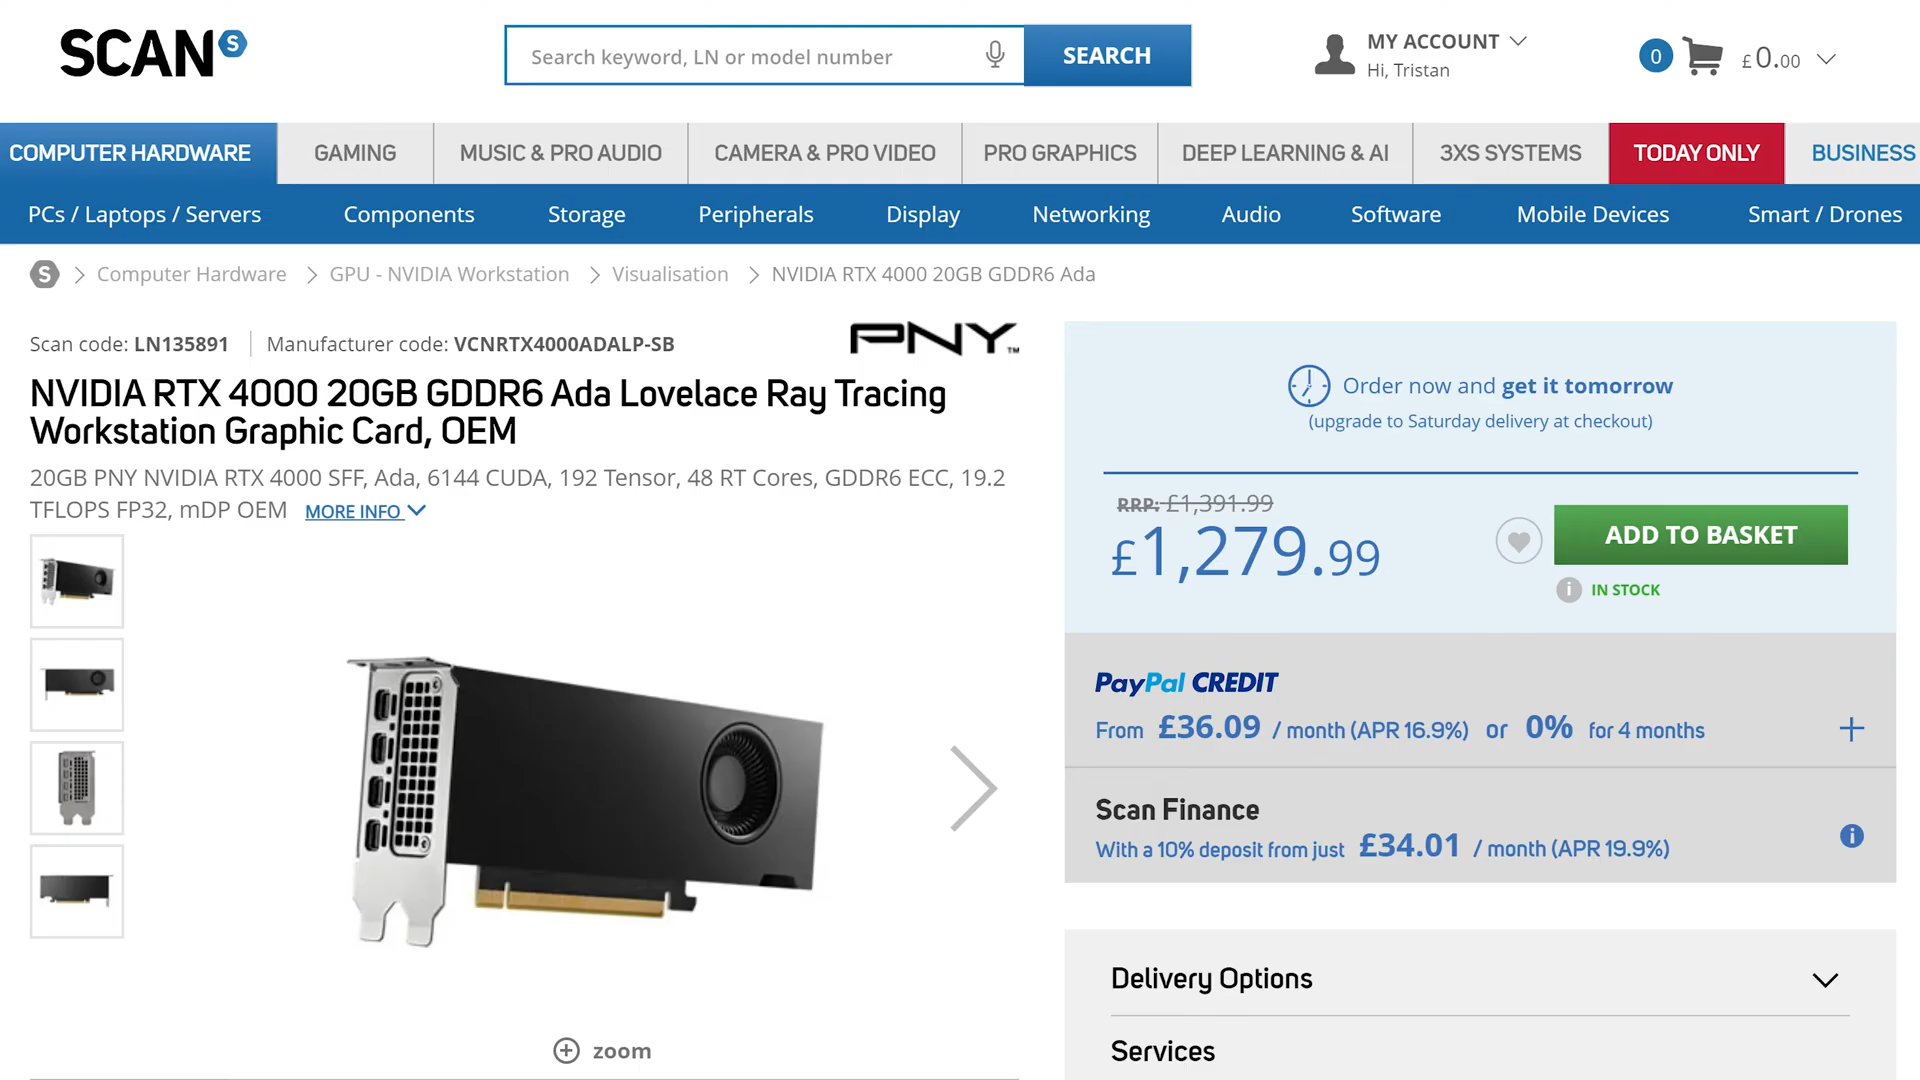 SCAN S
Search keyword, LN or model number
SEARCH
MY ACCOUNT
Hi, Tristan
0
£0.00
COMPUTER HARDWARE
GAMING
MUSIC & PRO AUDIO
CAMERA & PRO VIDEO
PRO GRAPHICS
DEEP LEARNING & AI
3XS SYSTEMS
TODAY ONLY
BUSINESS
PCs / Laptops / Servers
Components
Storage
Peripherals
Display
Networking
Audio
Software
Mobile Devices
Smart / Drones
S > Computer Hardware > GPU - NVIDIA Workstation > Visualisation > NVIDIA RTX 4000 20GB GDDR6 Ada
Scan code: LN135891 | Manufacturer code: VCNRTX4000ADALP-SB
PNY™
NVIDIA RTX 4000 20GB GDDR6 Ada Lovelace Ray Tracing
Workstation Graphic Card, OEM
20GB PNY NVIDIA RTX 4000 SFF, Ada, 6144 CUDA, 192 Tensor, 48 RT Cores, GDDR6 ECC, 19.2
TFLOPS FP32, mDP OEM MORE INFO
zoom
Order now and get it tomorrow
(upgrade to Saturday delivery at checkout)
RRP: £1,391.99
£1,279.99
ADD TO BASKET
i IN STOCK
PayPal CREDIT
From £36.09 / month (APR 16.9%) or 0% for 4 months
Scan Finance
With a 10% deposit from just £34.01 / month (APR 19.9%)
i
Delivery Options
Services